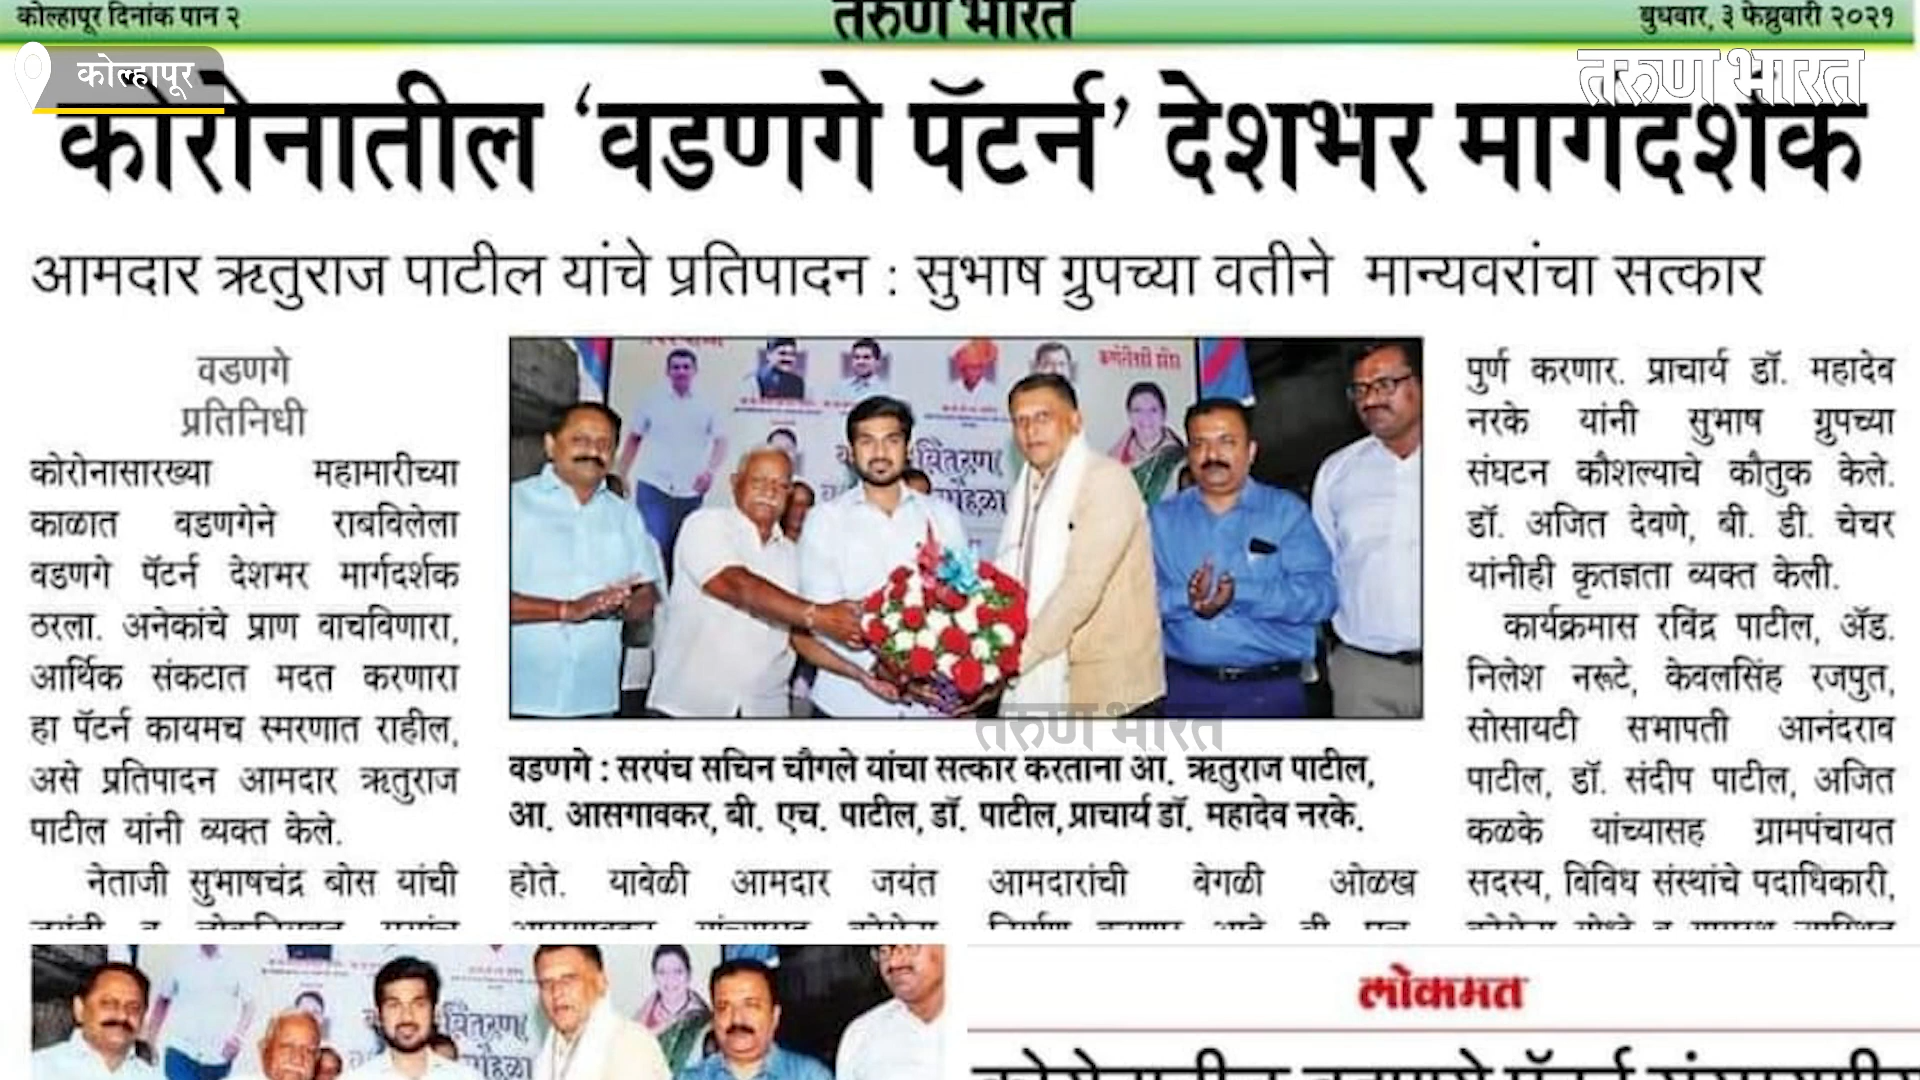 कोल्हापूर दिनांक पान २
तरुण भारत
बुधवार, ३ फेब्रुवारी २०२१
कोल्हापूर
तरुण भारत
कोरोनातील ‘वडणगे पॅटर्न’ देशभर मार्गदर्शक
आमदार ऋतुराज पाटील यांचे प्रतिपादन : सुभाष ग्रुपच्या वतीने मान्यवरांचा सत्कार
वडणगे
प्रतिनिधी
कोरोनासारख्या महामारीच्या
काळात वडणगेने राबविलेला
वडणगे पॅटर्न देशभर मार्गदर्शक
ठरला. अनेकांचे प्राण वाचविणारा,
आर्थिक संकटात मदत करणारा
हा पॅटर्न कायमच स्मरणात राहील,
असे प्रतिपादन आमदार ऋतुराज
पाटील यांनी व्यक्त केले.
नेताजी सुभाषचंद्र बोस यांची
वितरण
तरुण भारत
वडणगे : सरपंच सचिन चौगले यांचा सत्कार करताना आ. ऋतुराज पाटील,
आ. आसगावकर, बी. एच. पाटील, डॉ. पाटील, प्राचार्य डॉ. महादेव नरके.
होते. यावेळी आमदार जयंत
आमदारांची वेगळी ओळख
पुर्ण करणार. प्राचार्य डॉ. महादेव
नरके यांनी सुभाष ग्रुपच्या
संघटन कौशल्याचे कौतुक केले.
डॉ. अजित देवणे, बी. डी. चेचर
यांनीही कृतज्ञता व्यक्त केली.
कार्यक्रमास रविंद्र पाटील, ॲड.
निलेश नरूटे, केवलसिंह रजपुत,
सोसायटी सभापती आनंदराव
पाटील, डॉ. संदीप पाटील, अजित
कळके यांच्यासह ग्रामपंचायत
सदस्य, विविध संस्थांचे पदाधिकारी,
वितरण
लोकमत